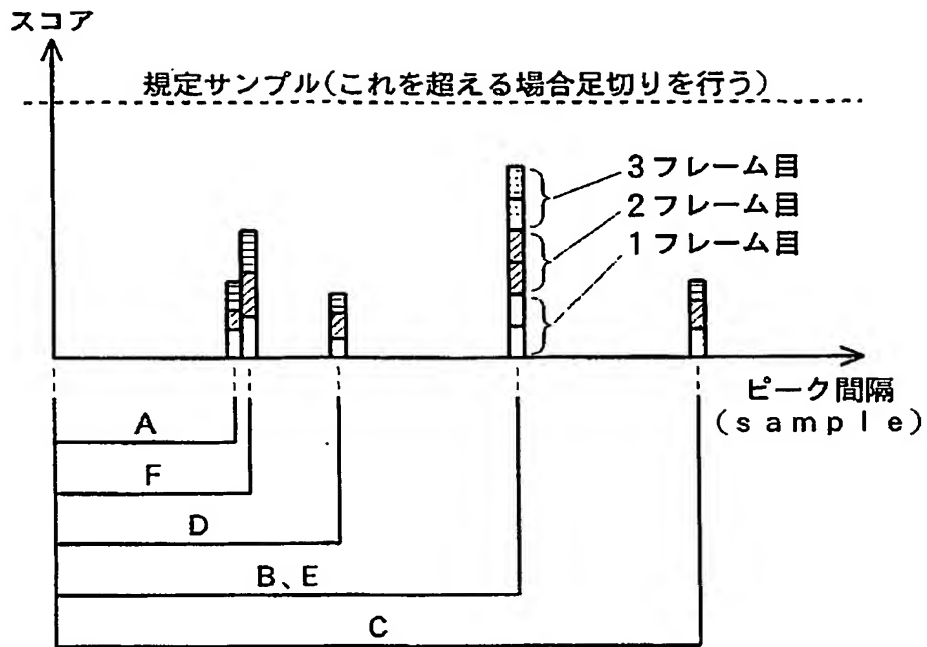 スコア
規定サンプル(これを超える場合足切りを行う)
3フレーム目
2フレーム目
1フレーム目
ピーク間隔
(sample)
A
F
D
B、E
C